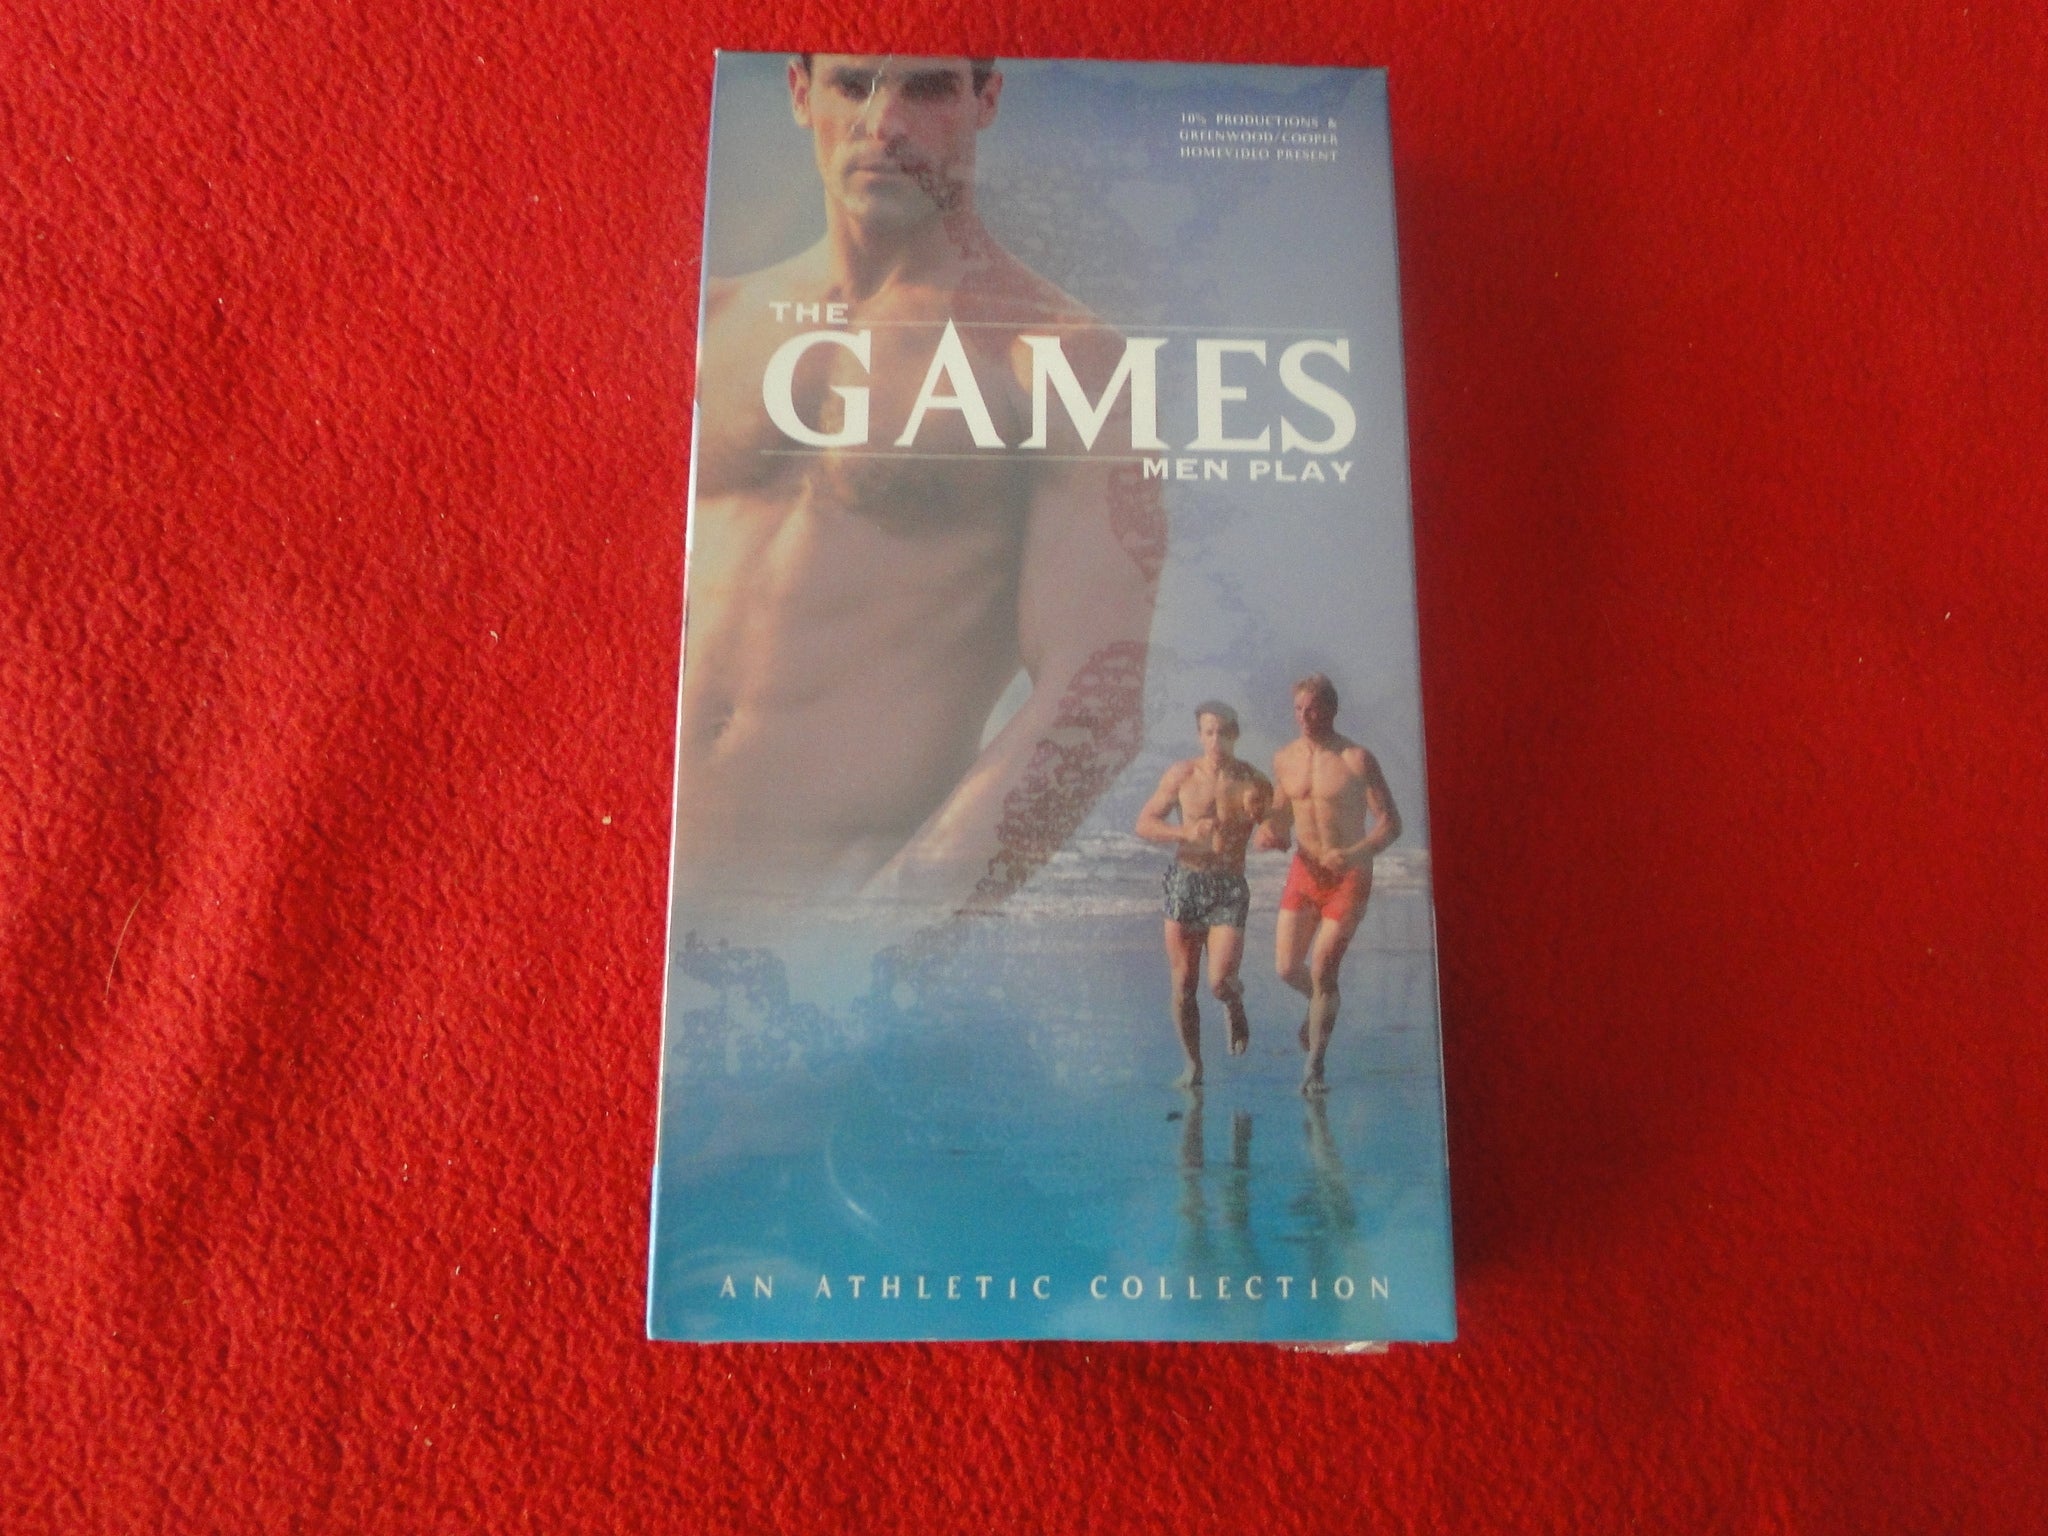 10% PRODUCTIONS &
GREENWOOD/COOPER
HOMEVIDEO PRESENT
THE
GAMES
MEN PLAY
AN ATHLETIC COLLECTION